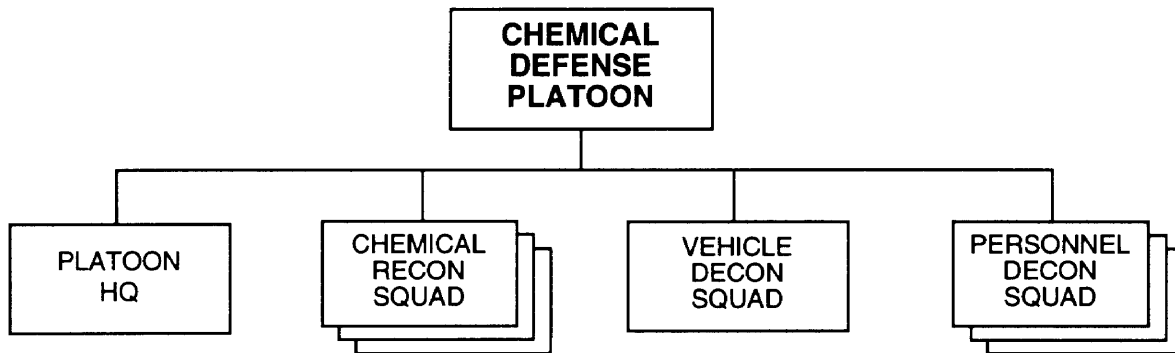 CHEMICAL
DEFENSE
PLATOON
PLATOON
HQ
CHEMICAL
RECON
SQUAD
VEHICLE
DECON
SQUAD
PERSONNEL
DECON
SQUAD